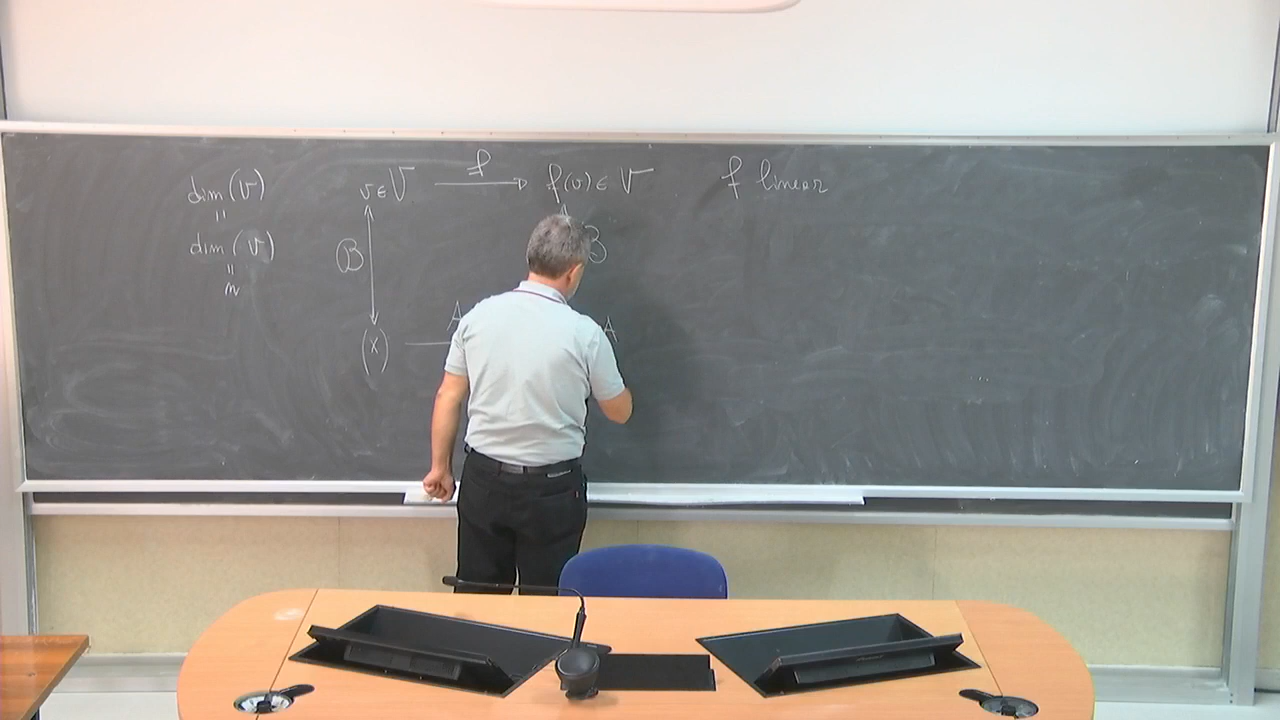 dim(V) v∈V f f(v)∈V f linear
"
dim(V) B B
"
n
A A
(x)